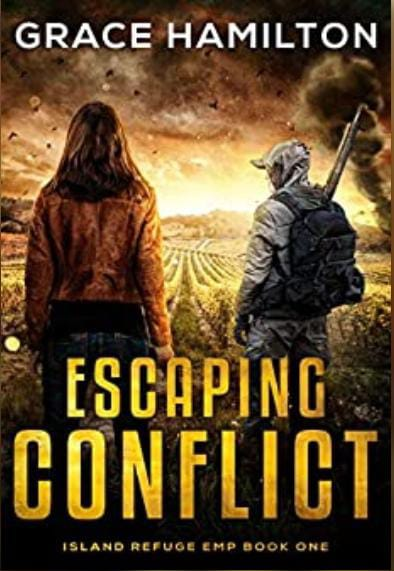 GRACE HAMILTON
ESCAPING
CONFLICT
ISLAND REFUGE EMP BOOK ONE